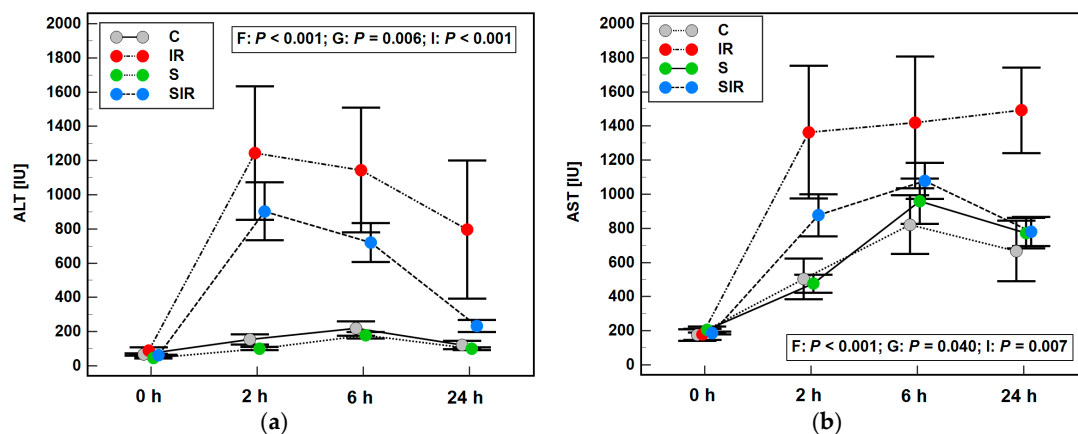 2000
1800
1600
1400
1200
1000
800
600
400
200
0
ALT [IU]
C
IR
S
SIR
F: P < 0.001; G: P = 0.006; I: P < 0.001
0 h 2 h 6 h 24 h
(a)
2000
1800
1600
1400
1200
1000
800
600
400
200
0
AST [IU]
C
IR
S
SIR
F: P < 0.001; G: P = 0.040; I: P = 0.007
0 h 2 h 6 h 24 h
(b)